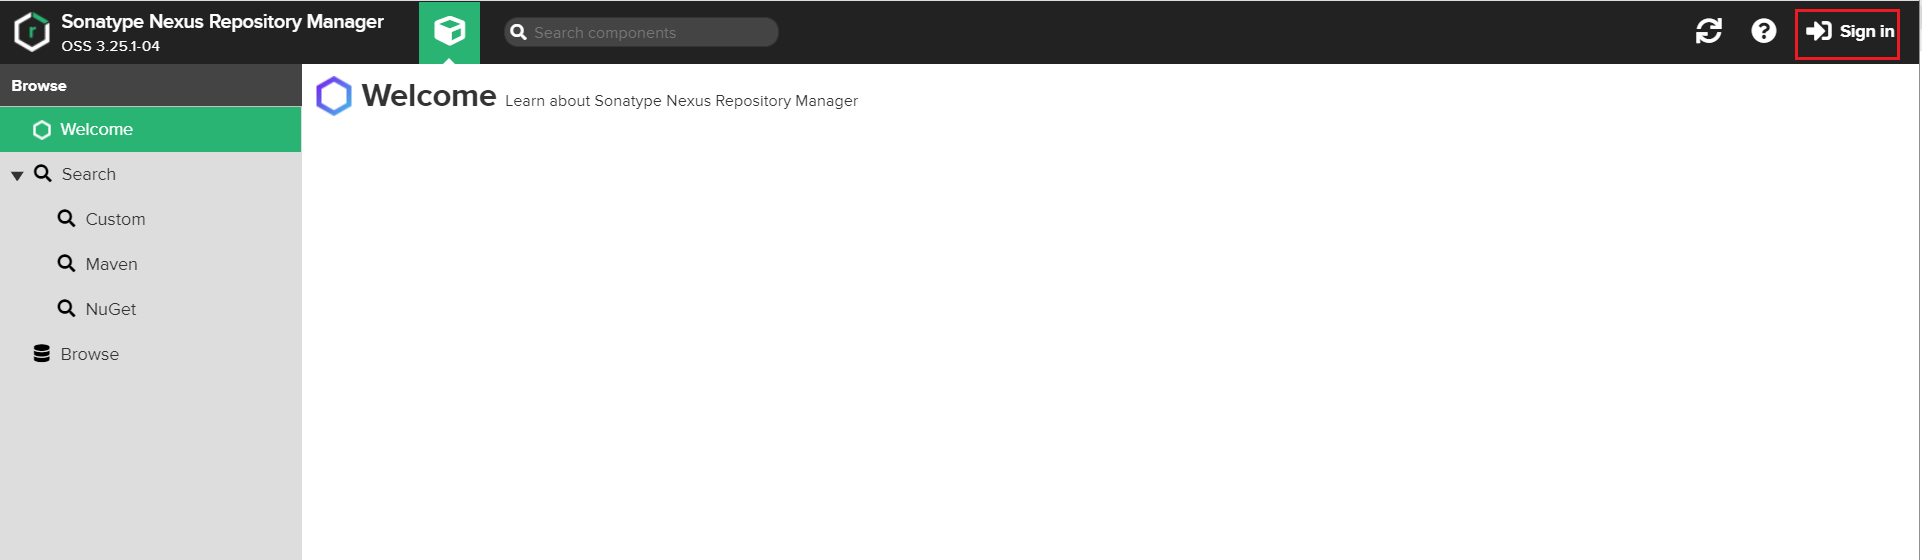 Sonatype Nexus Repository Manager
OSS 3.25.1-04
Search components
Sign in
Browse
Welcome
Search
Custom
Maven
NuGet
Browse
Welcome Learn about Sonatype Nexus Repository Manager